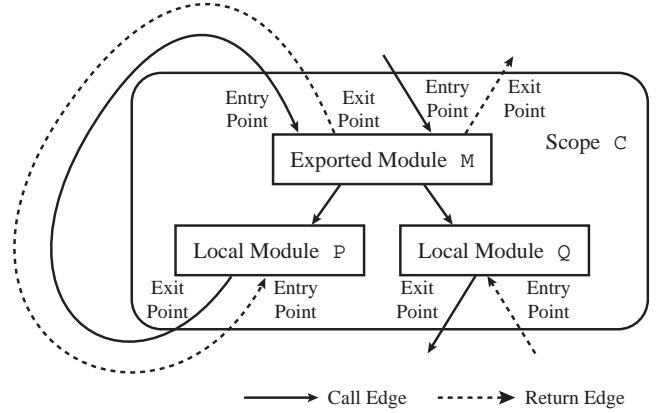 Entry
Point
Exit
Point
Entry
Point
Exit
Point
Scope C
Exported Module M
Local Module P
Local Module Q
Exit
Point
Entry
Point
Exit
Point
Entry
Point
Call Edge
Return Edge